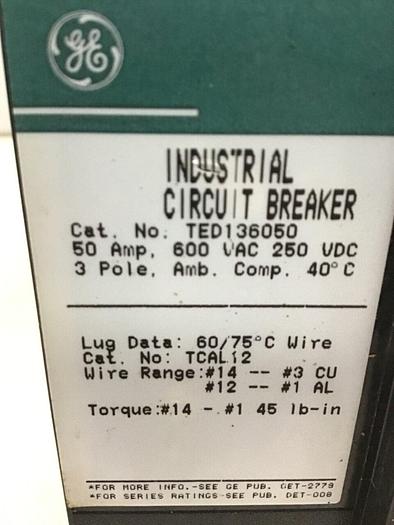 GE
INDUSTRIAL
CIRCUIT BREAKER
Cat. No. TED136050
50 Amp, 600 VAC 250 VDC
3 Pole, Amb. Comp. 40°C
Lug Data: 60/75°C Wire
Cat. No: TCAL12
Wire Range:#14 -- #3 CU
#12 -- #1 AL
Torque:#14 - #1 45 lb-in
*FOR MORE INFO.-SEE GE PUB. GET-2779
*FOR SERIES RATINGS-SEE PUB. DET-008